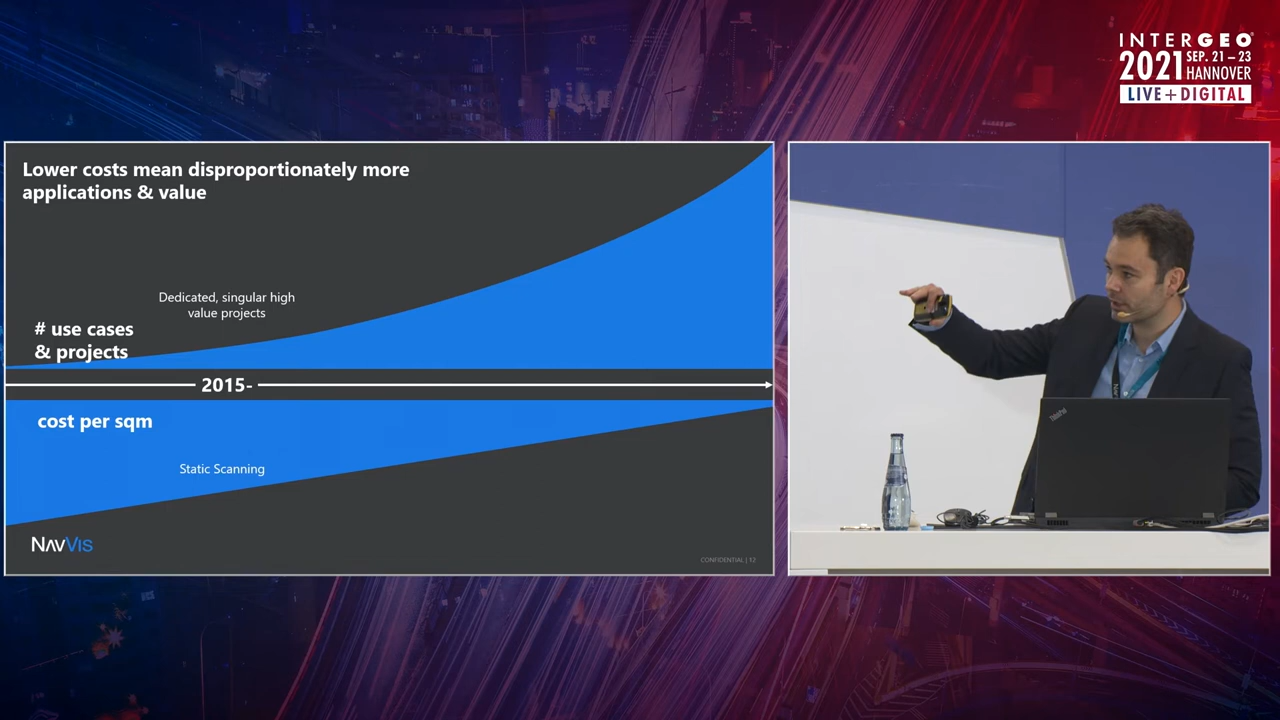 INTERGEO®
2021 SEP. 21 – 23 HANNOVER
LIVE + DIGITAL
Lower costs mean disproportionately more
applications & value
Dedicated, singular high
value projects
# use cases
& projects
2015-
cost per sqm
Static Scanning
NAVVIS
CONFIDENTIAL | 12
ThinkPad